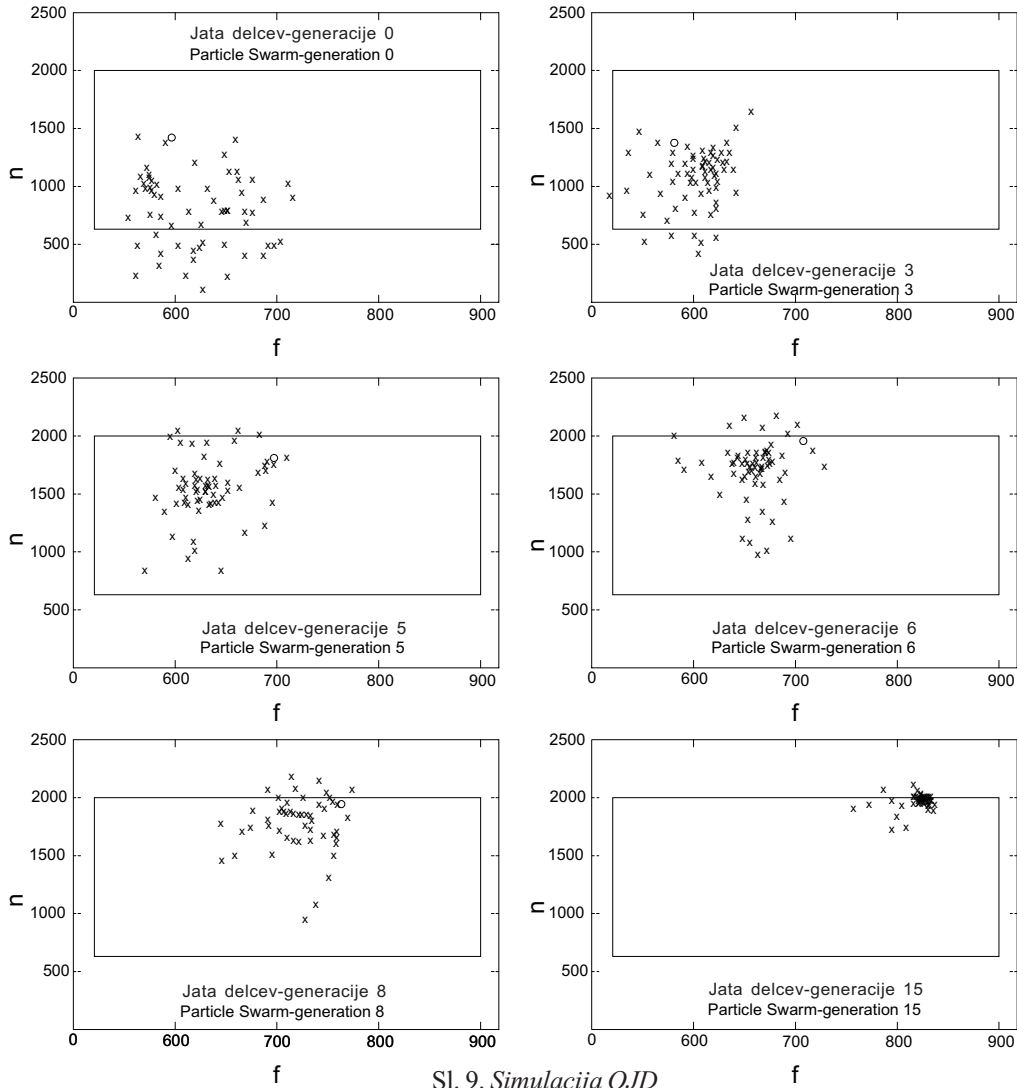 2500
2000
1500
1000
500
n
Jata delcev-generacije 0
Particle Swarm-generation 0
0
600
700
800
900
f
2500
2000
1500
1000
500
n
Jata delcev-generacije 3
Particle Swarm-generation 3
0
600
700
800
900
f
2500
2000
1500
1000
500
n
Jata delcev-generacije 5
Particle Swarm-generation 5
0
600
700
800
900
f
2500
2000
1500
1000
500
n
Jata delcev-generacije 6
Particle Swarm-generation 6
0
600
700
800
900
f
2500
2000
1500
1000
500
n
Jata delcev-generacije 8
Particle Swarm-generation 8
0
600
700
800
900
f
2500
2000
1500
1000
500
n
Jata delcev-generacije 15
Particle Swarm-generation 15
0
600
700
800
900
f
Sl. 9. Simulacija OJD